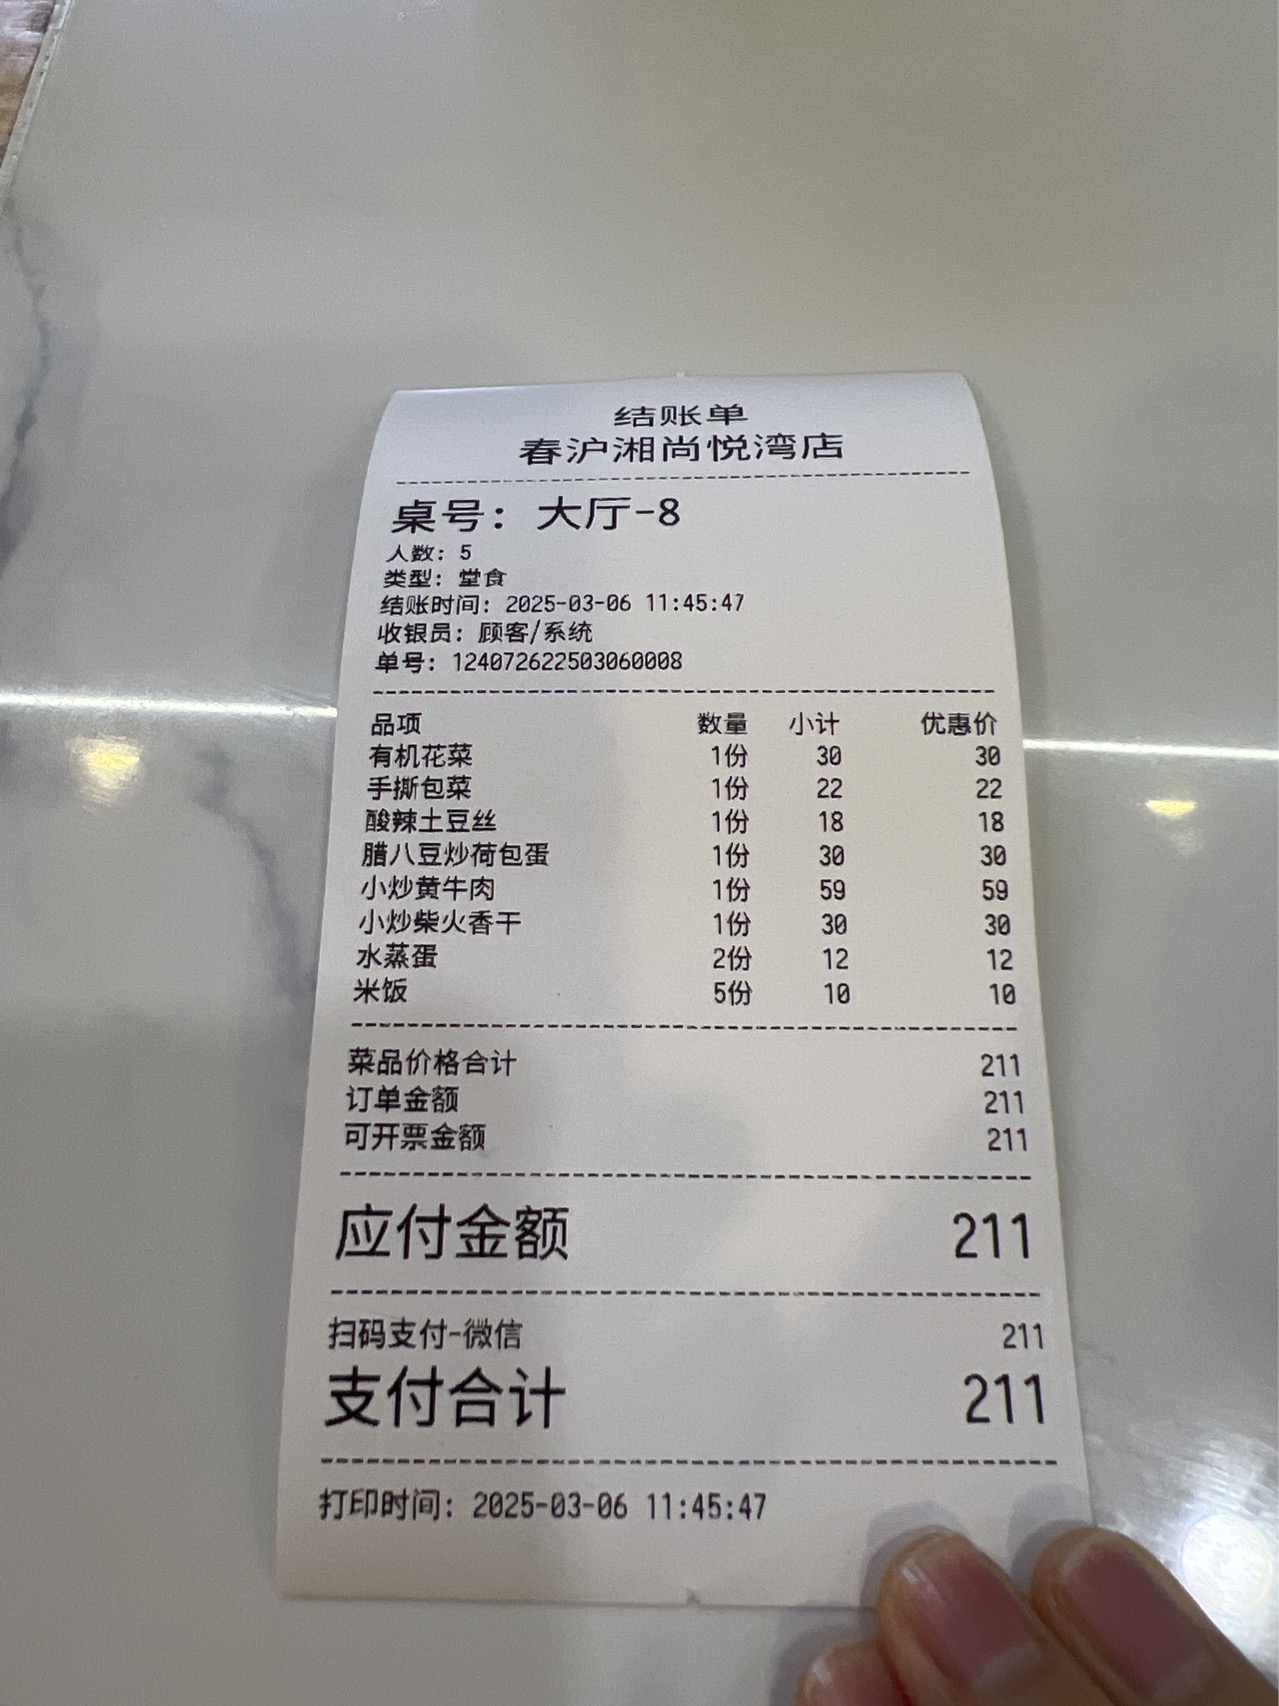 结账单
春沪湘尚悦湾店
桌号：大厅-8
人数：5
类型：堂食
结账时间：2025-03-06 11:45:47
收银员：顾客/系统
单号：124072622503060008
品项 数量 小计 优惠价
有机花菜 1份 30 30
手撕包菜 1份 22 22
酸辣土豆丝 1份 18 18
腊八豆炒荷包蛋 1份 30 30
小炒黄牛肉 1份 59 59
小炒柴火香干 1份 30 30
水蒸蛋 2份 12 12
米饭 5份 10 10
菜品价格合计 211
订单金额 211
可开票金额 211
应付金额 211
扫码支付-微信 211
支付合计 211
打印时间：2025-03-06 11:45:47